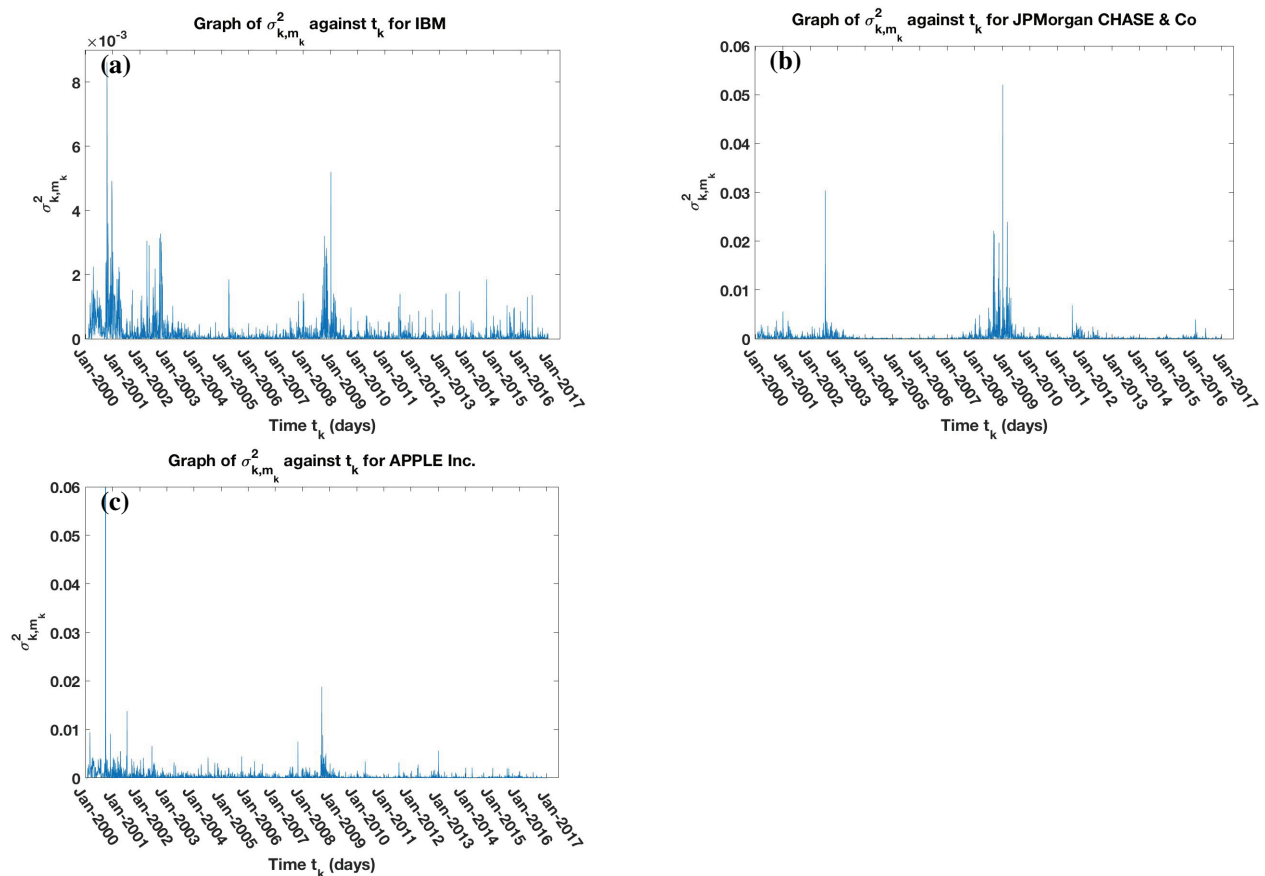 Graph of σ²k,mk against tk for IBM
×10-3
(a)
8
6
4
2
0
σ²k,mk
Jan-2000
Jan-2001
Jan-2002
Jan-2003
Jan-2004
Jan-2005
Jan-2006
Jan-2007
Jan-2008
Jan-2009
Jan-2010
Jan-2011
Jan-2012
Jan-2013
Jan-2014
Jan-2015
Jan-2016
Jan-2017
Time tk (days)
Graph of σ²k,mk against tk for JPMorgan CHASE & Co
(b)
0.06
0.05
0.04
0.03
0.02
0.01
0
σ²k,mk
Jan-2000
Jan-2001
Jan-2002
Jan-2003
Jan-2004
Jan-2005
Jan-2006
Jan-2007
Jan-2008
Jan-2009
Jan-2010
Jan-2011
Jan-2012
Jan-2013
Jan-2014
Jan-2015
Jan-2016
Jan-2017
Time tk (days)
Graph of σ²k,mk against tk for APPLE Inc.
(c)
0.06
0.05
0.04
0.03
0.02
0.01
0
σ²k,mk
Jan-2000
Jan-2001
Jan-2002
Jan-2003
Jan-2004
Jan-2005
Jan-2006
Jan-2007
Jan-2008
Jan-2009
Jan-2010
Jan-2011
Jan-2012
Jan-2013
Jan-2014
Jan-2015
Jan-2016
Jan-2017
Time tk (days)